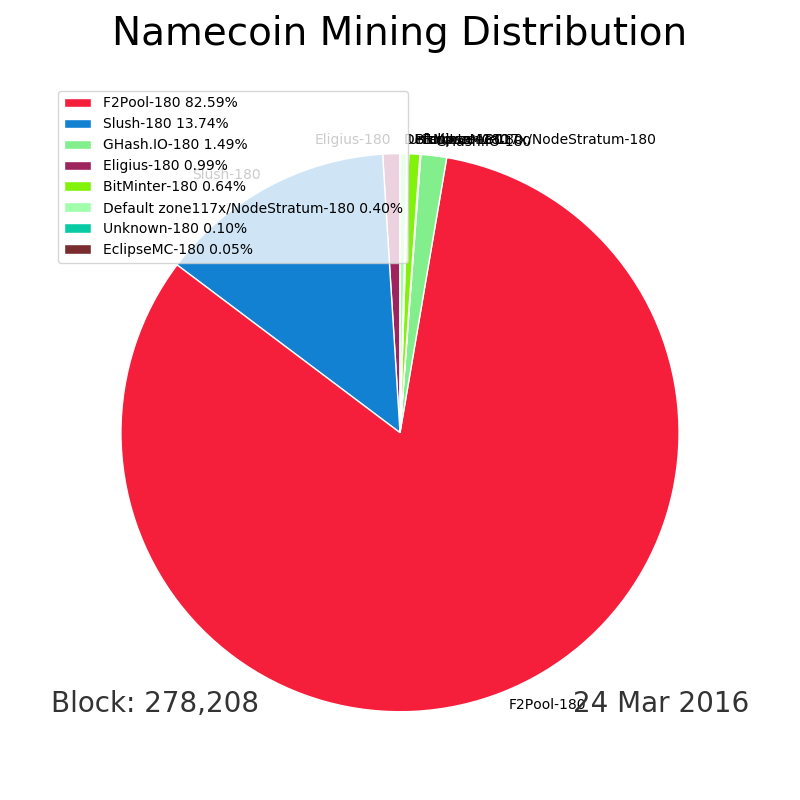 Namecoin Mining Distribution
F2Pool-180 82.59%
Slush-180 13.74%
GHash.IO-180 1.49%
Eligius-180 0.99%
BitMinter-180 0.64%
Default zone117x/NodeStratum-180 0.40%
Unknown-180 0.10%
EclipseMC-180 0.05%
Eligius-180
Slush-180
F2Pool-180
Block: 278,208
24 Mar 2016